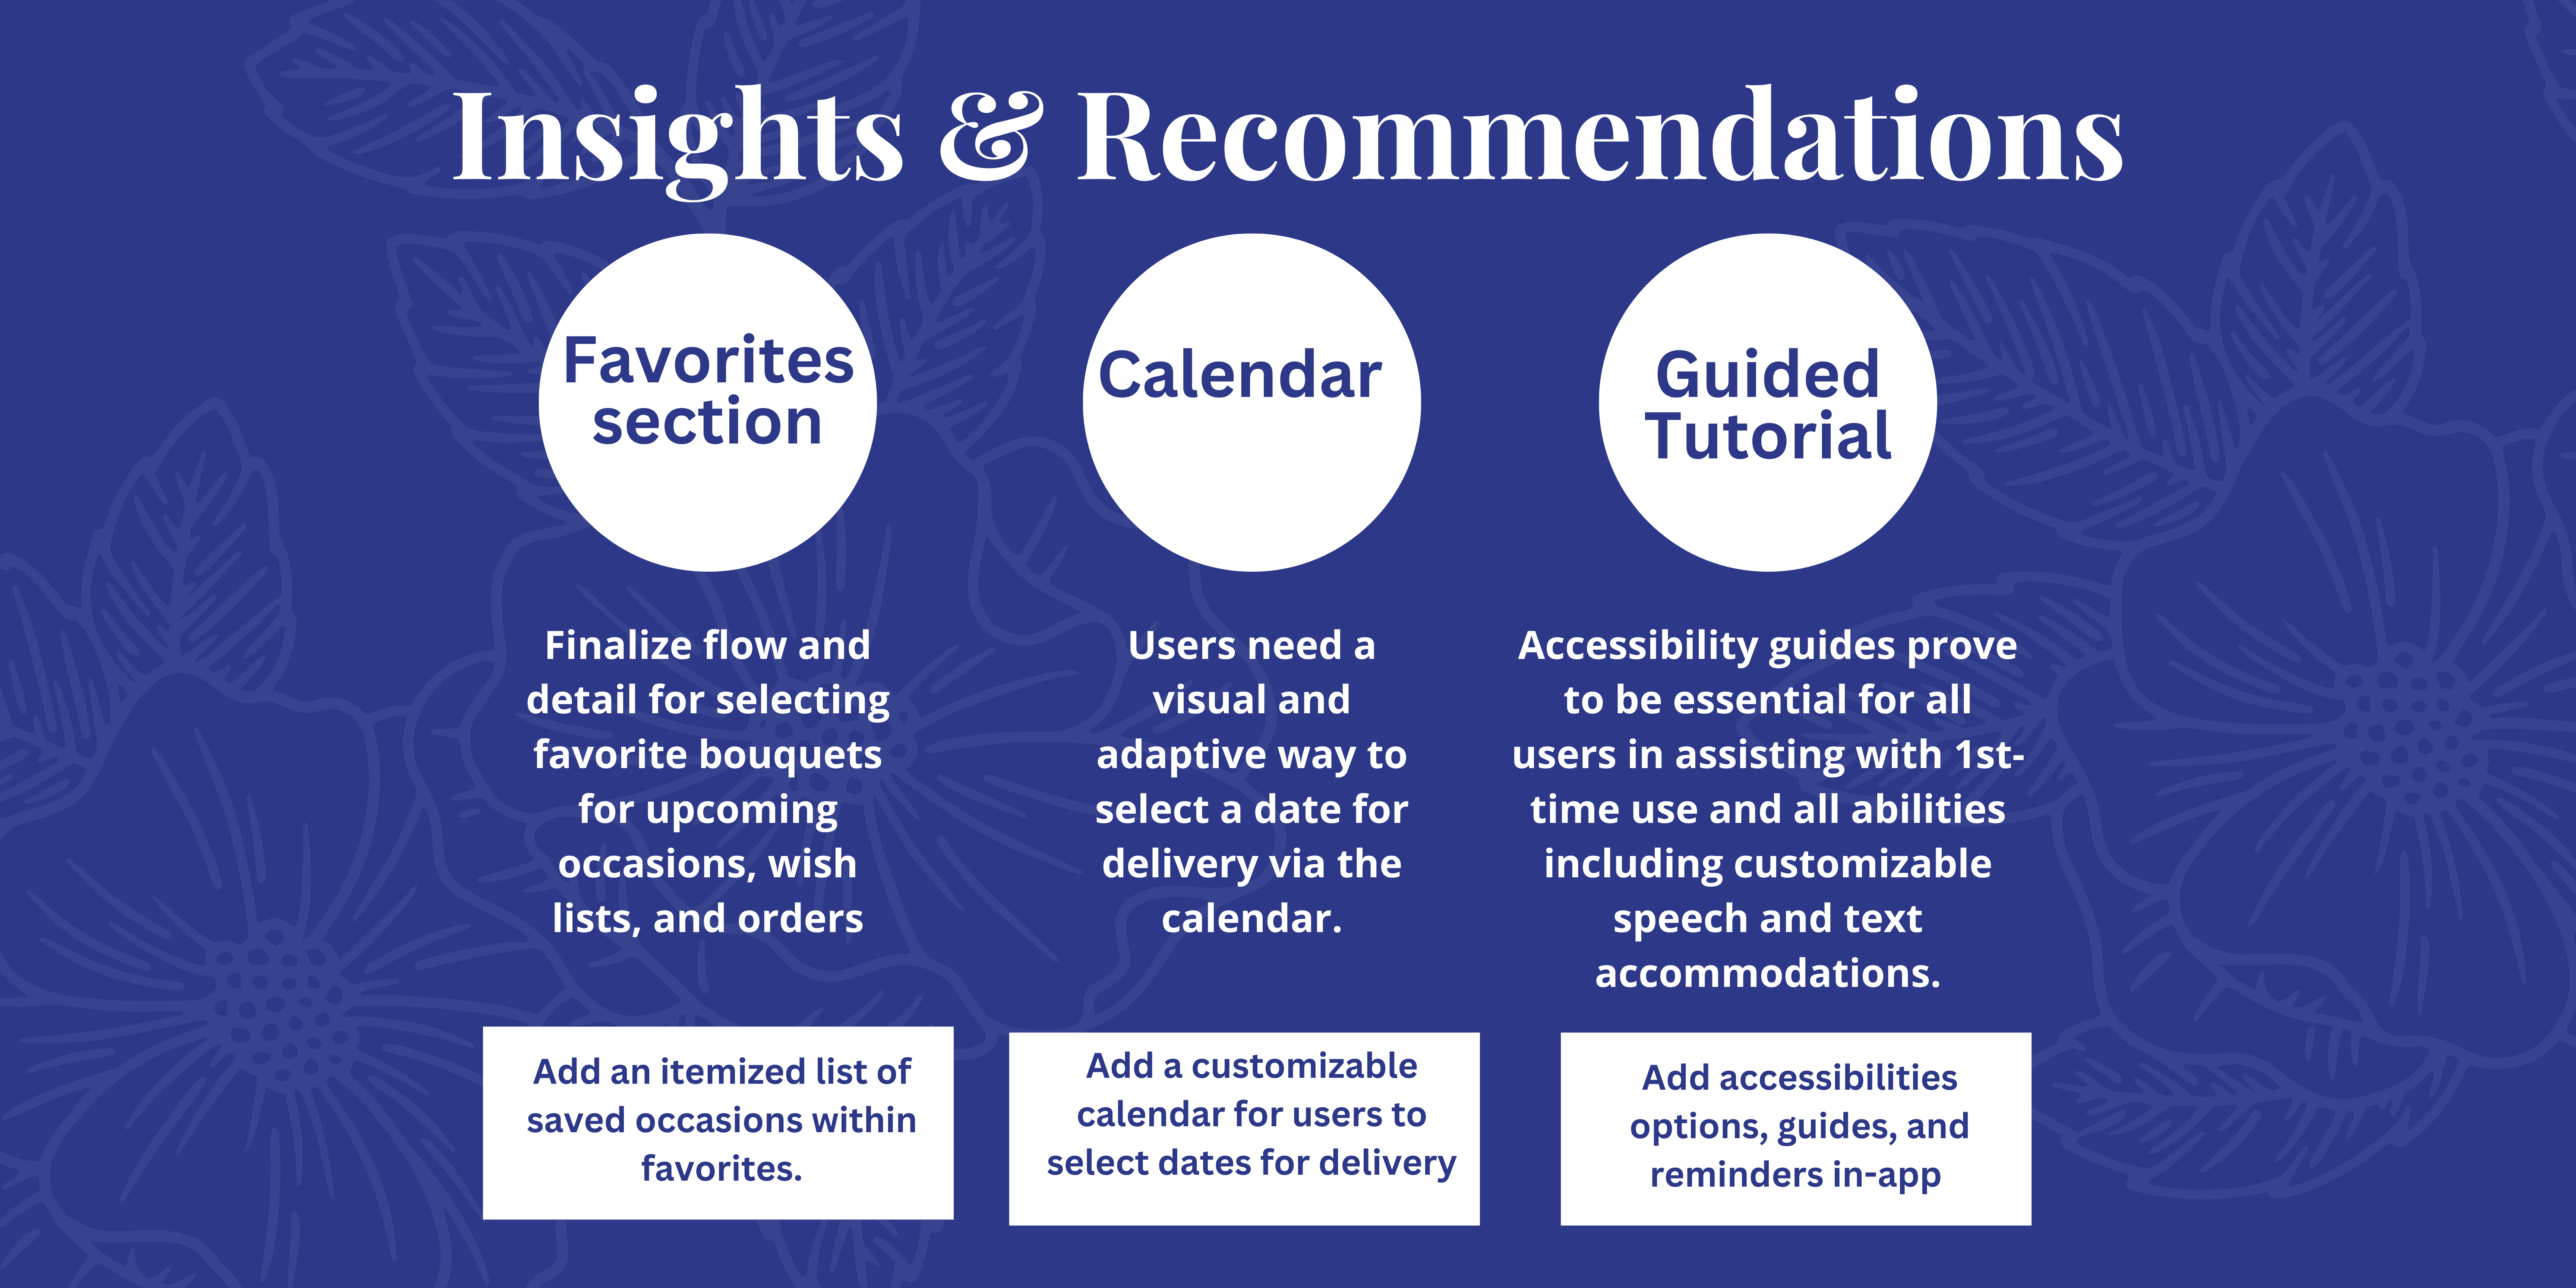 Insights & Recommendations
Favorites
section
Calendar
Guided
Tutorial
Finalize flow and
detail for selecting
favorite bouquets
for upcoming
occasions, wish
lists, and orders
Users need a
visual and
adaptive way to
select a date for
delivery via the
calendar.
Accessibility guides prove
to be essential for all
users in assisting with 1st-
time use and all abilities
including customizable
speech and text
accommodations.
Add an itemized list of
saved occasions within
favorites.
Add a customizable
calendar for users to
select dates for delivery
Add accessibilities
options, guides, and
reminders in-app